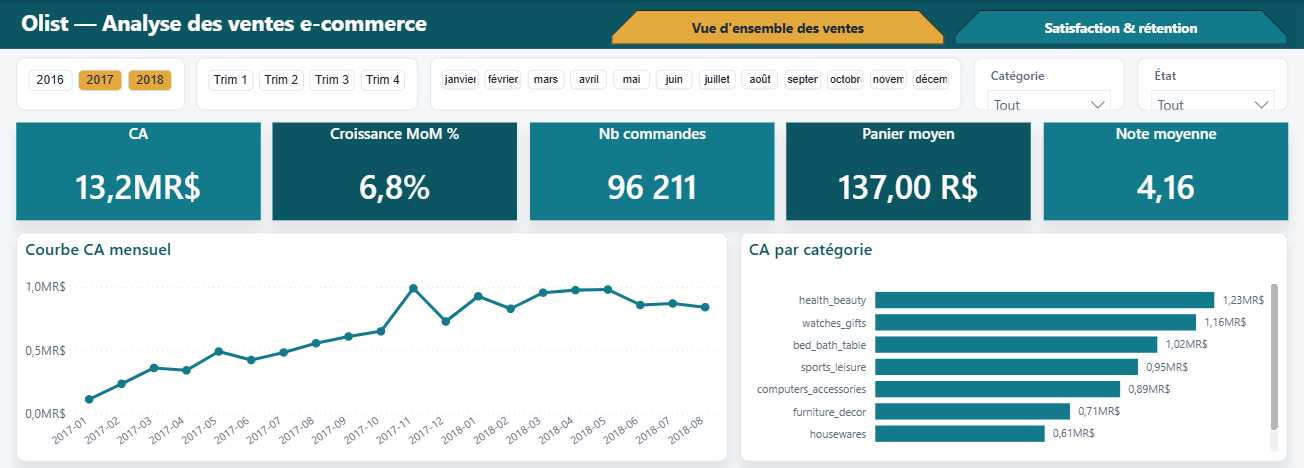 Olist — Analyse des ventes e-commerce
Vue d'ensemble des ventes
Satisfaction & rétention
2016 2017 2018
Trim 1 Trim 2 Trim 3 Trim 4
janvier février mars avril mai juin juillet août septem octobre novem décem
Catégorie
Tout
État
Tout
CA
13,2MR$
Croissance MoM %
6,8%
Nb commandes
96 211
Panier moyen
137,00 R$
Note moyenne
4,16
Courbe CA mensuel
1,0MR$
0,5MR$
0,0MR$
2017-01 2017-02 2017-03 2017-04 2017-05 2017-06 2017-07 2017-08 2017-09 2017-10 2017-11 2017-12 2018-01 2018-02 2018-03 2018-04 2018-05 2018-06 2018-07 2018-08
CA par catégorie
health_beauty 1,23MR$
watches_gifts 1,16MR$
bed_bath_table 1,02MR$
sports_leisure 0,95MR$
computers_accessories 0,89MR$
furniture_decor 0,71MR$
housewares 0,61MR$